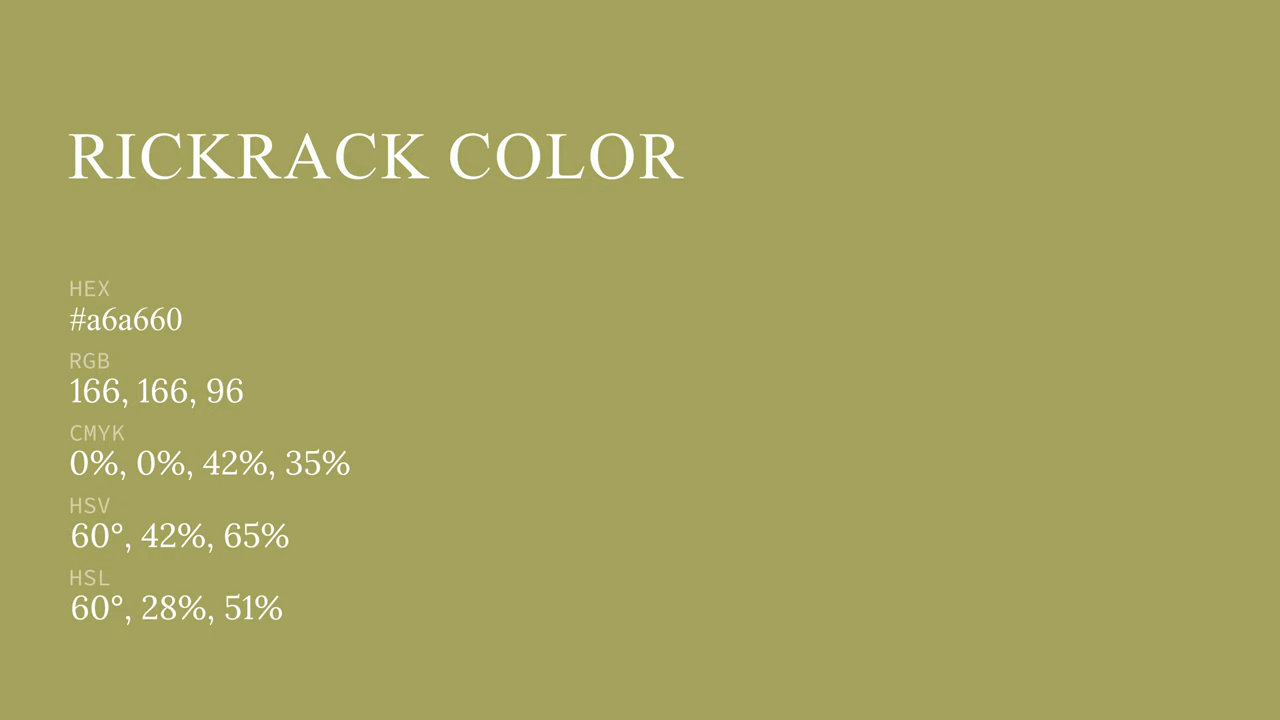 RICKRACK COLOR
HEX
#a6a660
RGB
166, 166, 96
CMYK
0%, 0%, 42%, 35%
HSV
60°, 42%, 65%
HSL
60°, 28%, 51%